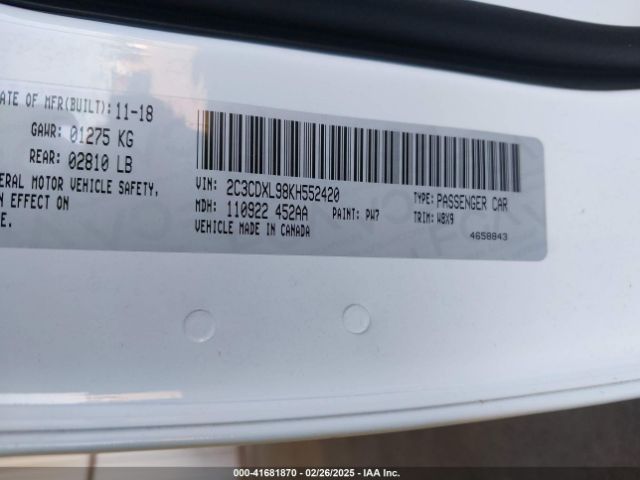 ATE OF MFR(BUILT): 11-18
GAWR: 01275 KG
REAR: 02810 LB
ERAL MOTOR VEHICLE SAFETY,
N EFFECT ON
E.
VIN: 2C3CDXL98KH552420
TYPE: PASSENGER CAR
MDH: 110922 452AA
PAINT: PW7
TRIM: W8X9
VEHICLE MADE IN CANADA
4658843
000-41681870 / 02/26/2025 / IAA Inc.